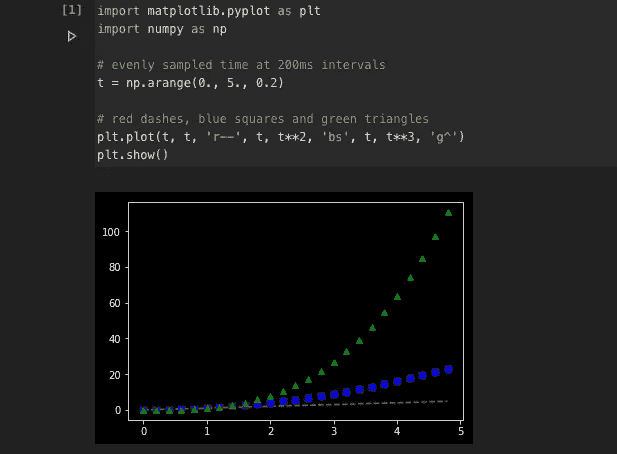 [1] import matplotlib.pyplot as plt
import numpy as np
# evenly sampled time at 200ms intervals
t = np.arange(0., 5., 0.2)
# red dashes, blue squares and green triangles
plt.plot(t, t, 'r--', t, t**2, 'bs', t, t**3, 'g^')
plt.show()
100
80
60
40
20
0
0 1 2 3 4 5